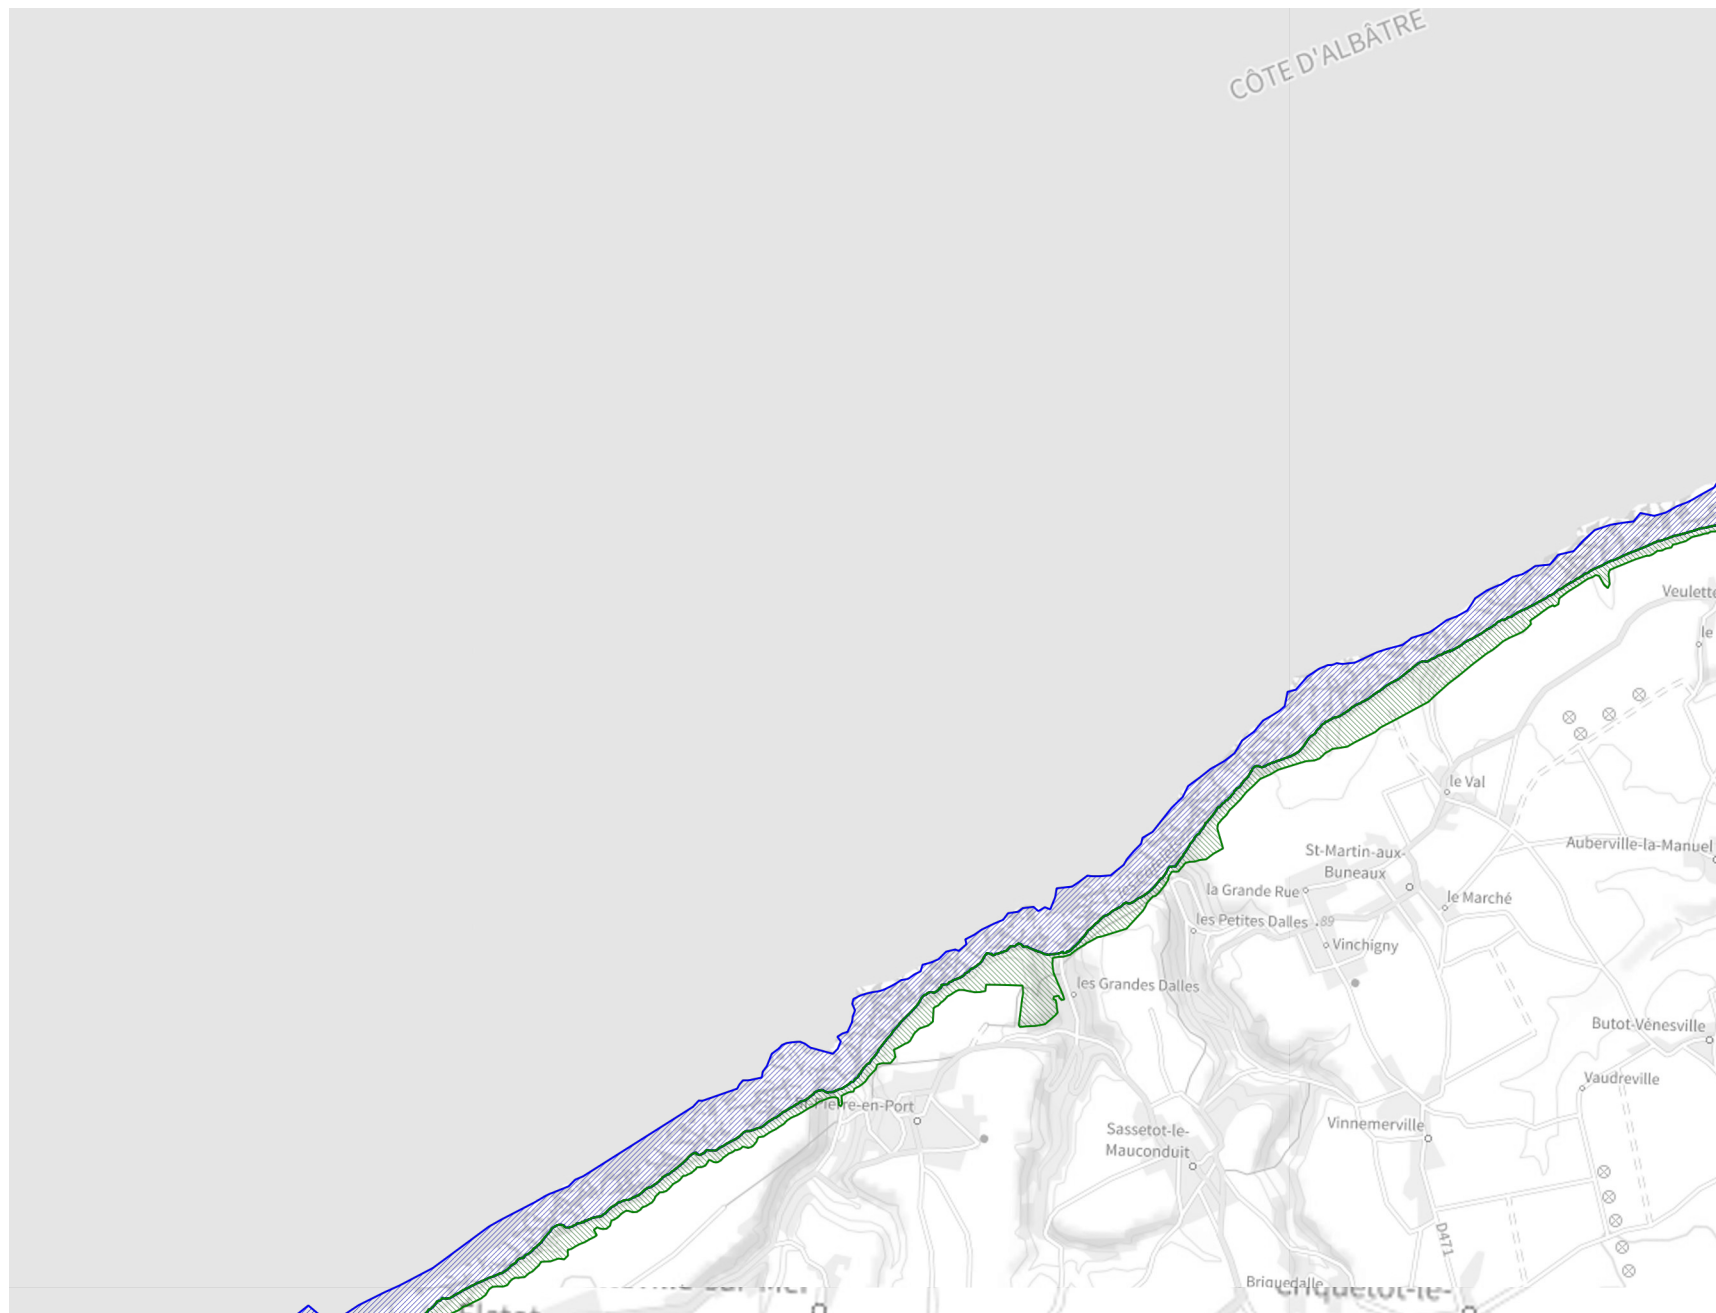 CÔTE D'ALBÂTRE
Veulette
le
le Val
Auberville-la-Manuel
St-Martin-aux-
Buneaux
la Grande Rue
le Marché
les Petites Dalles .89
Vinchigny
les Grandes Dalles
Butot-Vénesville
Vaudreville
St-Pierre-en-Port
Vinnemerville
Sassetot-le-
Mauconduit
D471
Briquedalle